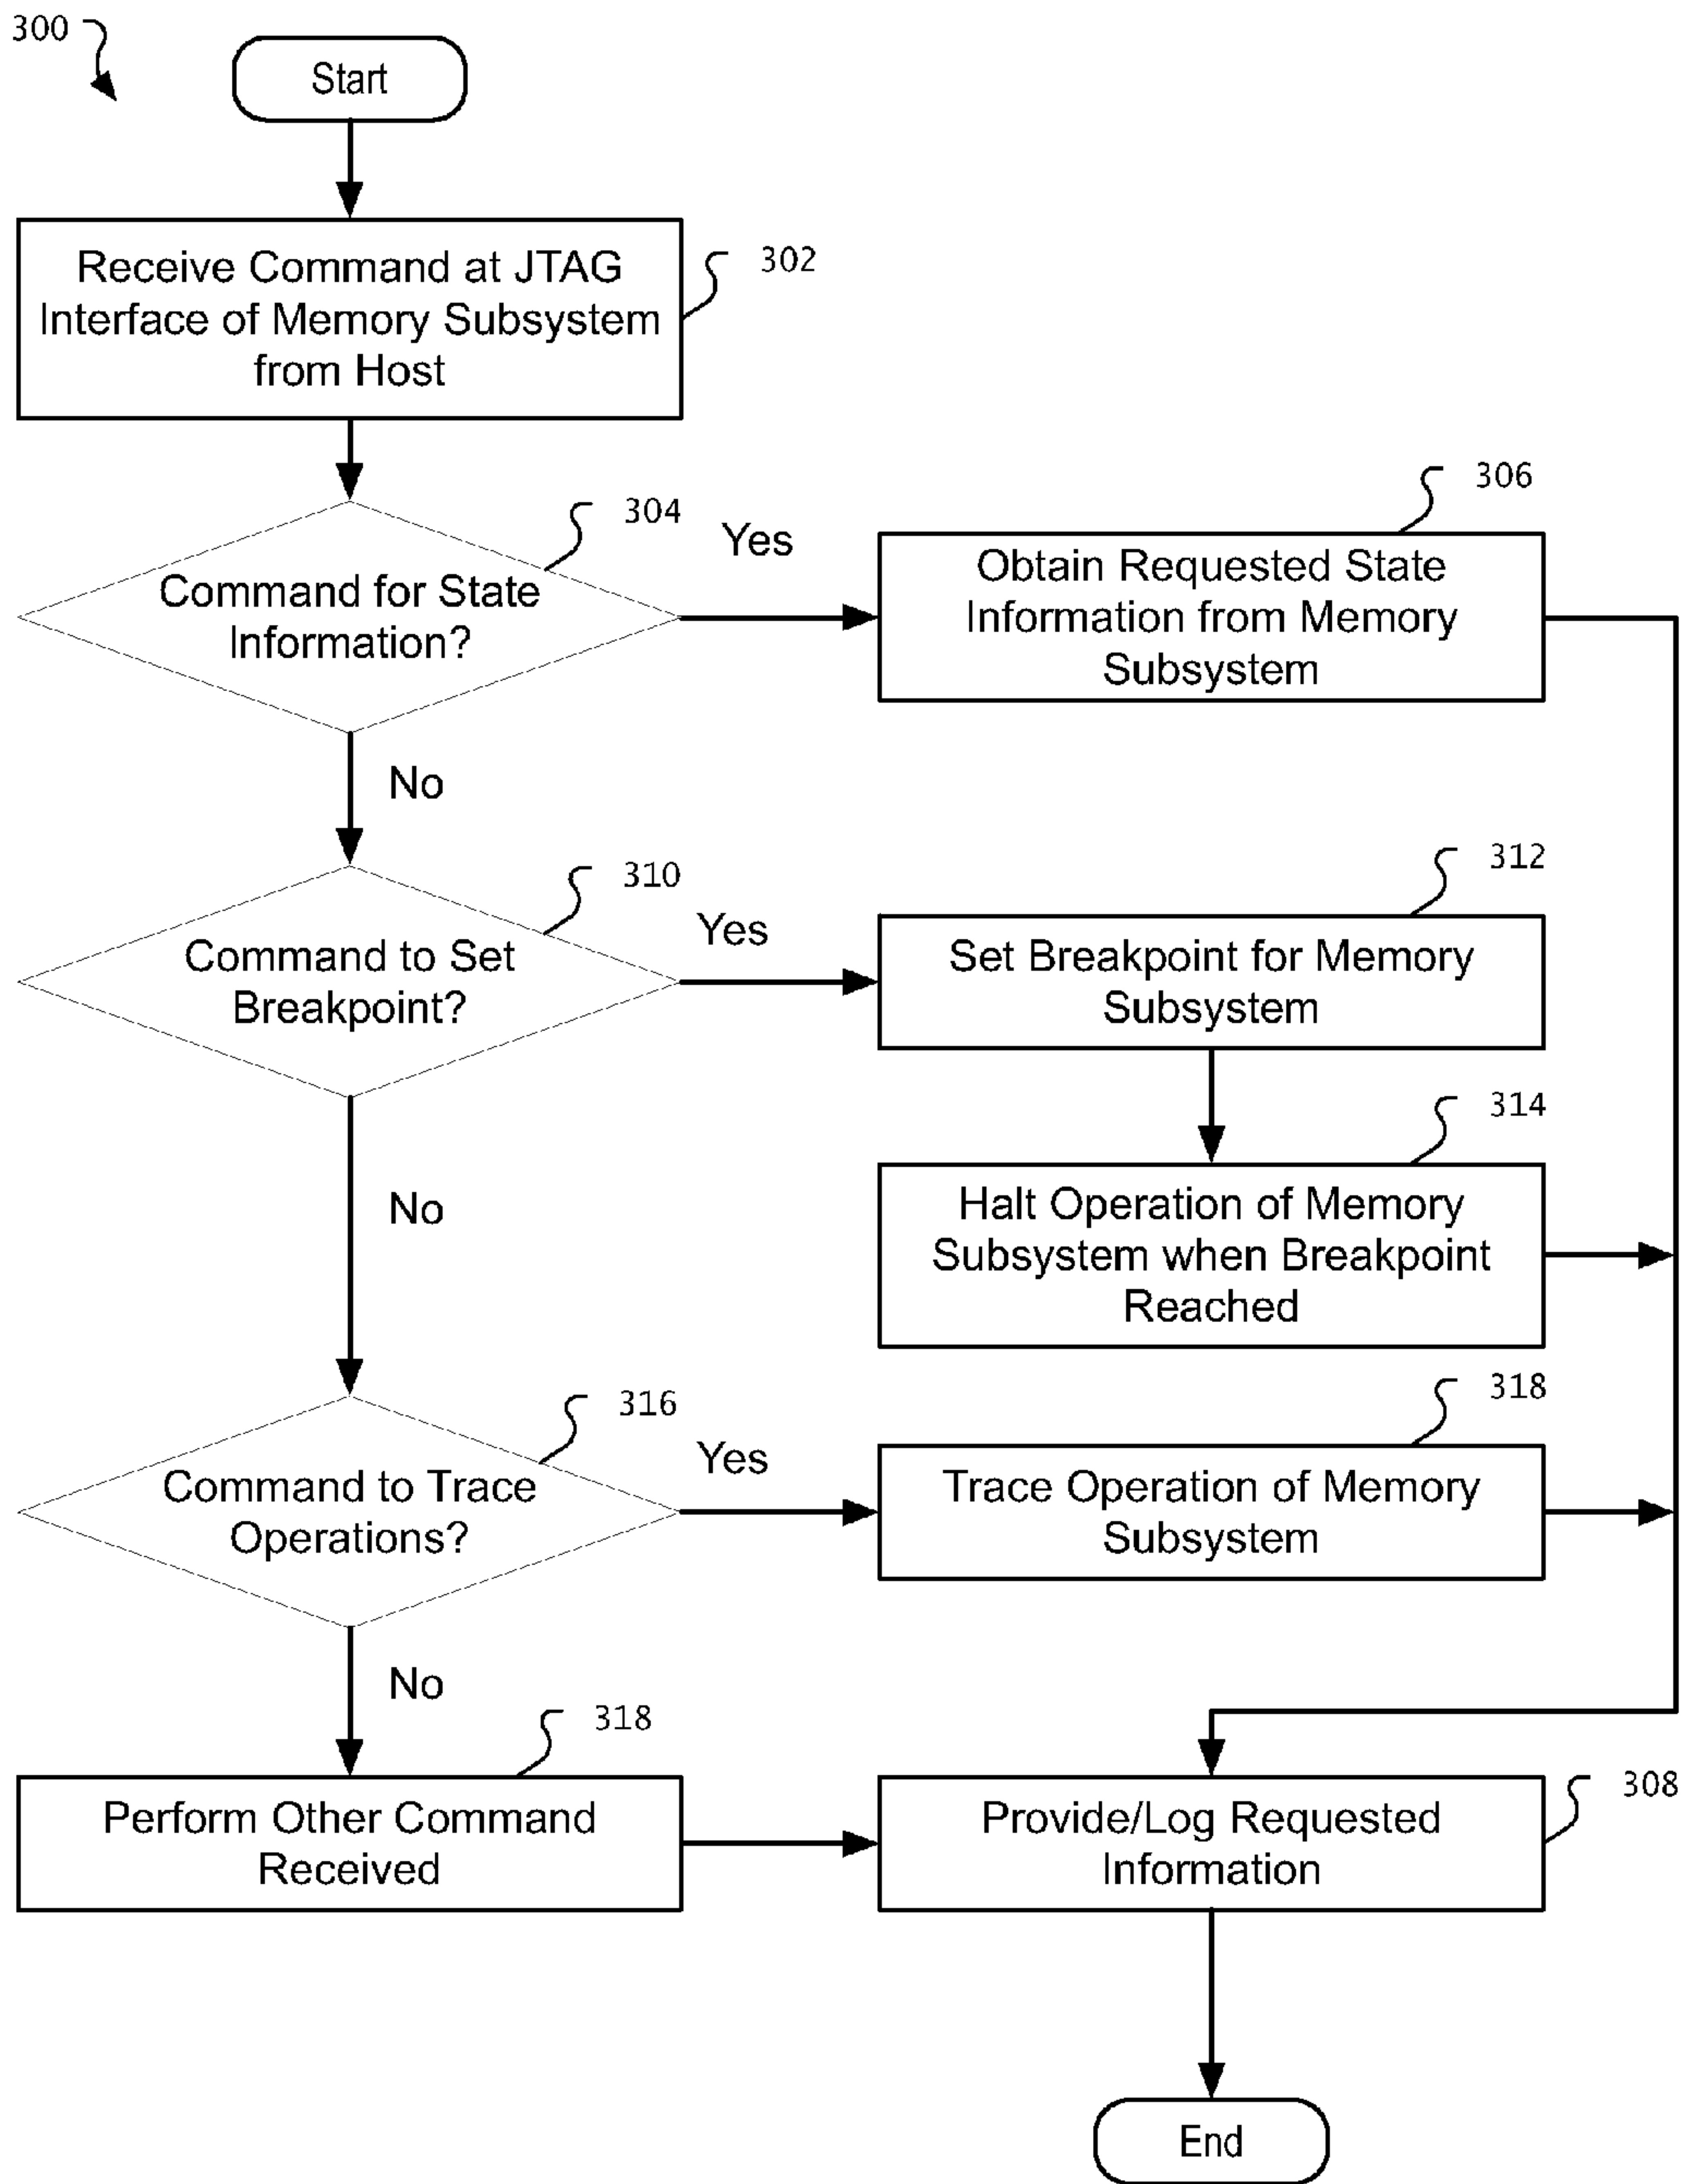 300
Start
Receive Command at JTAG
Interface of Memory Subsystem
from Host
302
304
Command for State
Information?
Yes
306
Obtain Requested State
Information from Memory
Subsystem
No
310
Command to Set
Breakpoint?
Yes
312
Set Breakpoint for Memory
Subsystem
314
Halt Operation of Memory
Subsystem when Breakpoint
Reached
No
316
Command to Trace
Operations?
Yes
318
Trace Operation of Memory
Subsystem
No
318
Perform Other Command
Received
308
Provide/Log Requested
Information
End